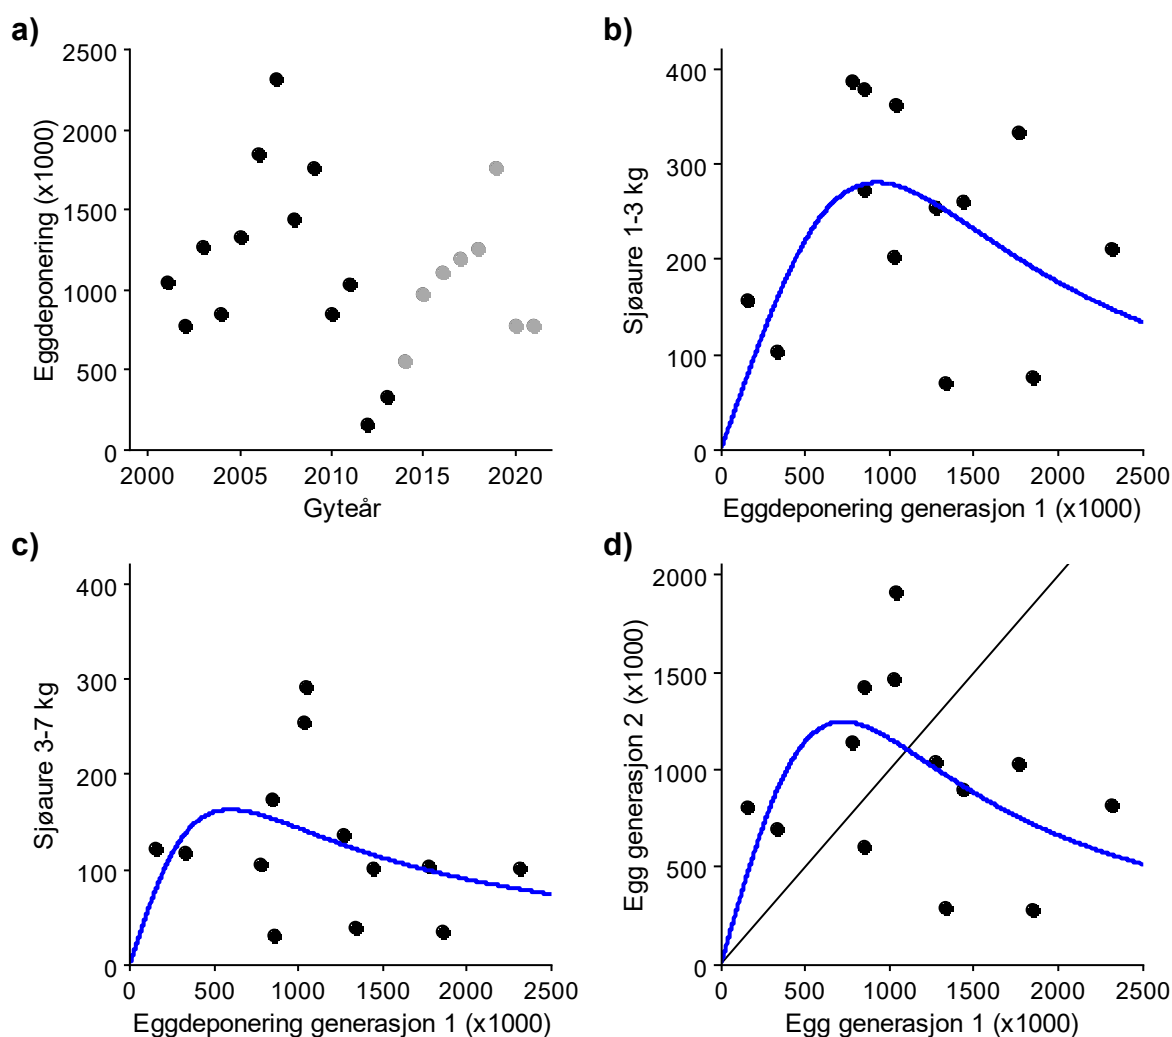 a)
2500
2000
1500
1000
500
0
Eggdeponering (x1000)
2000 2005 2010 2015 2020
Gyteår
b)
400
300
200
100
0
Sjøaure 1-3 kg
0 500 1000 1500 2000 2500
Eggdeponering generasjon 1 (x1000)
c)
400
300
200
100
0
Sjøaure 3-7 kg
0 500 1000 1500 2000 2500
Eggdeponering generasjon 1 (x1000)
d)
2000
1500
1000
500
0
Egg generasjon 2 (x1000)
0 500 1000 1500 2000 2500
Egg generasjon 1 (x1000)